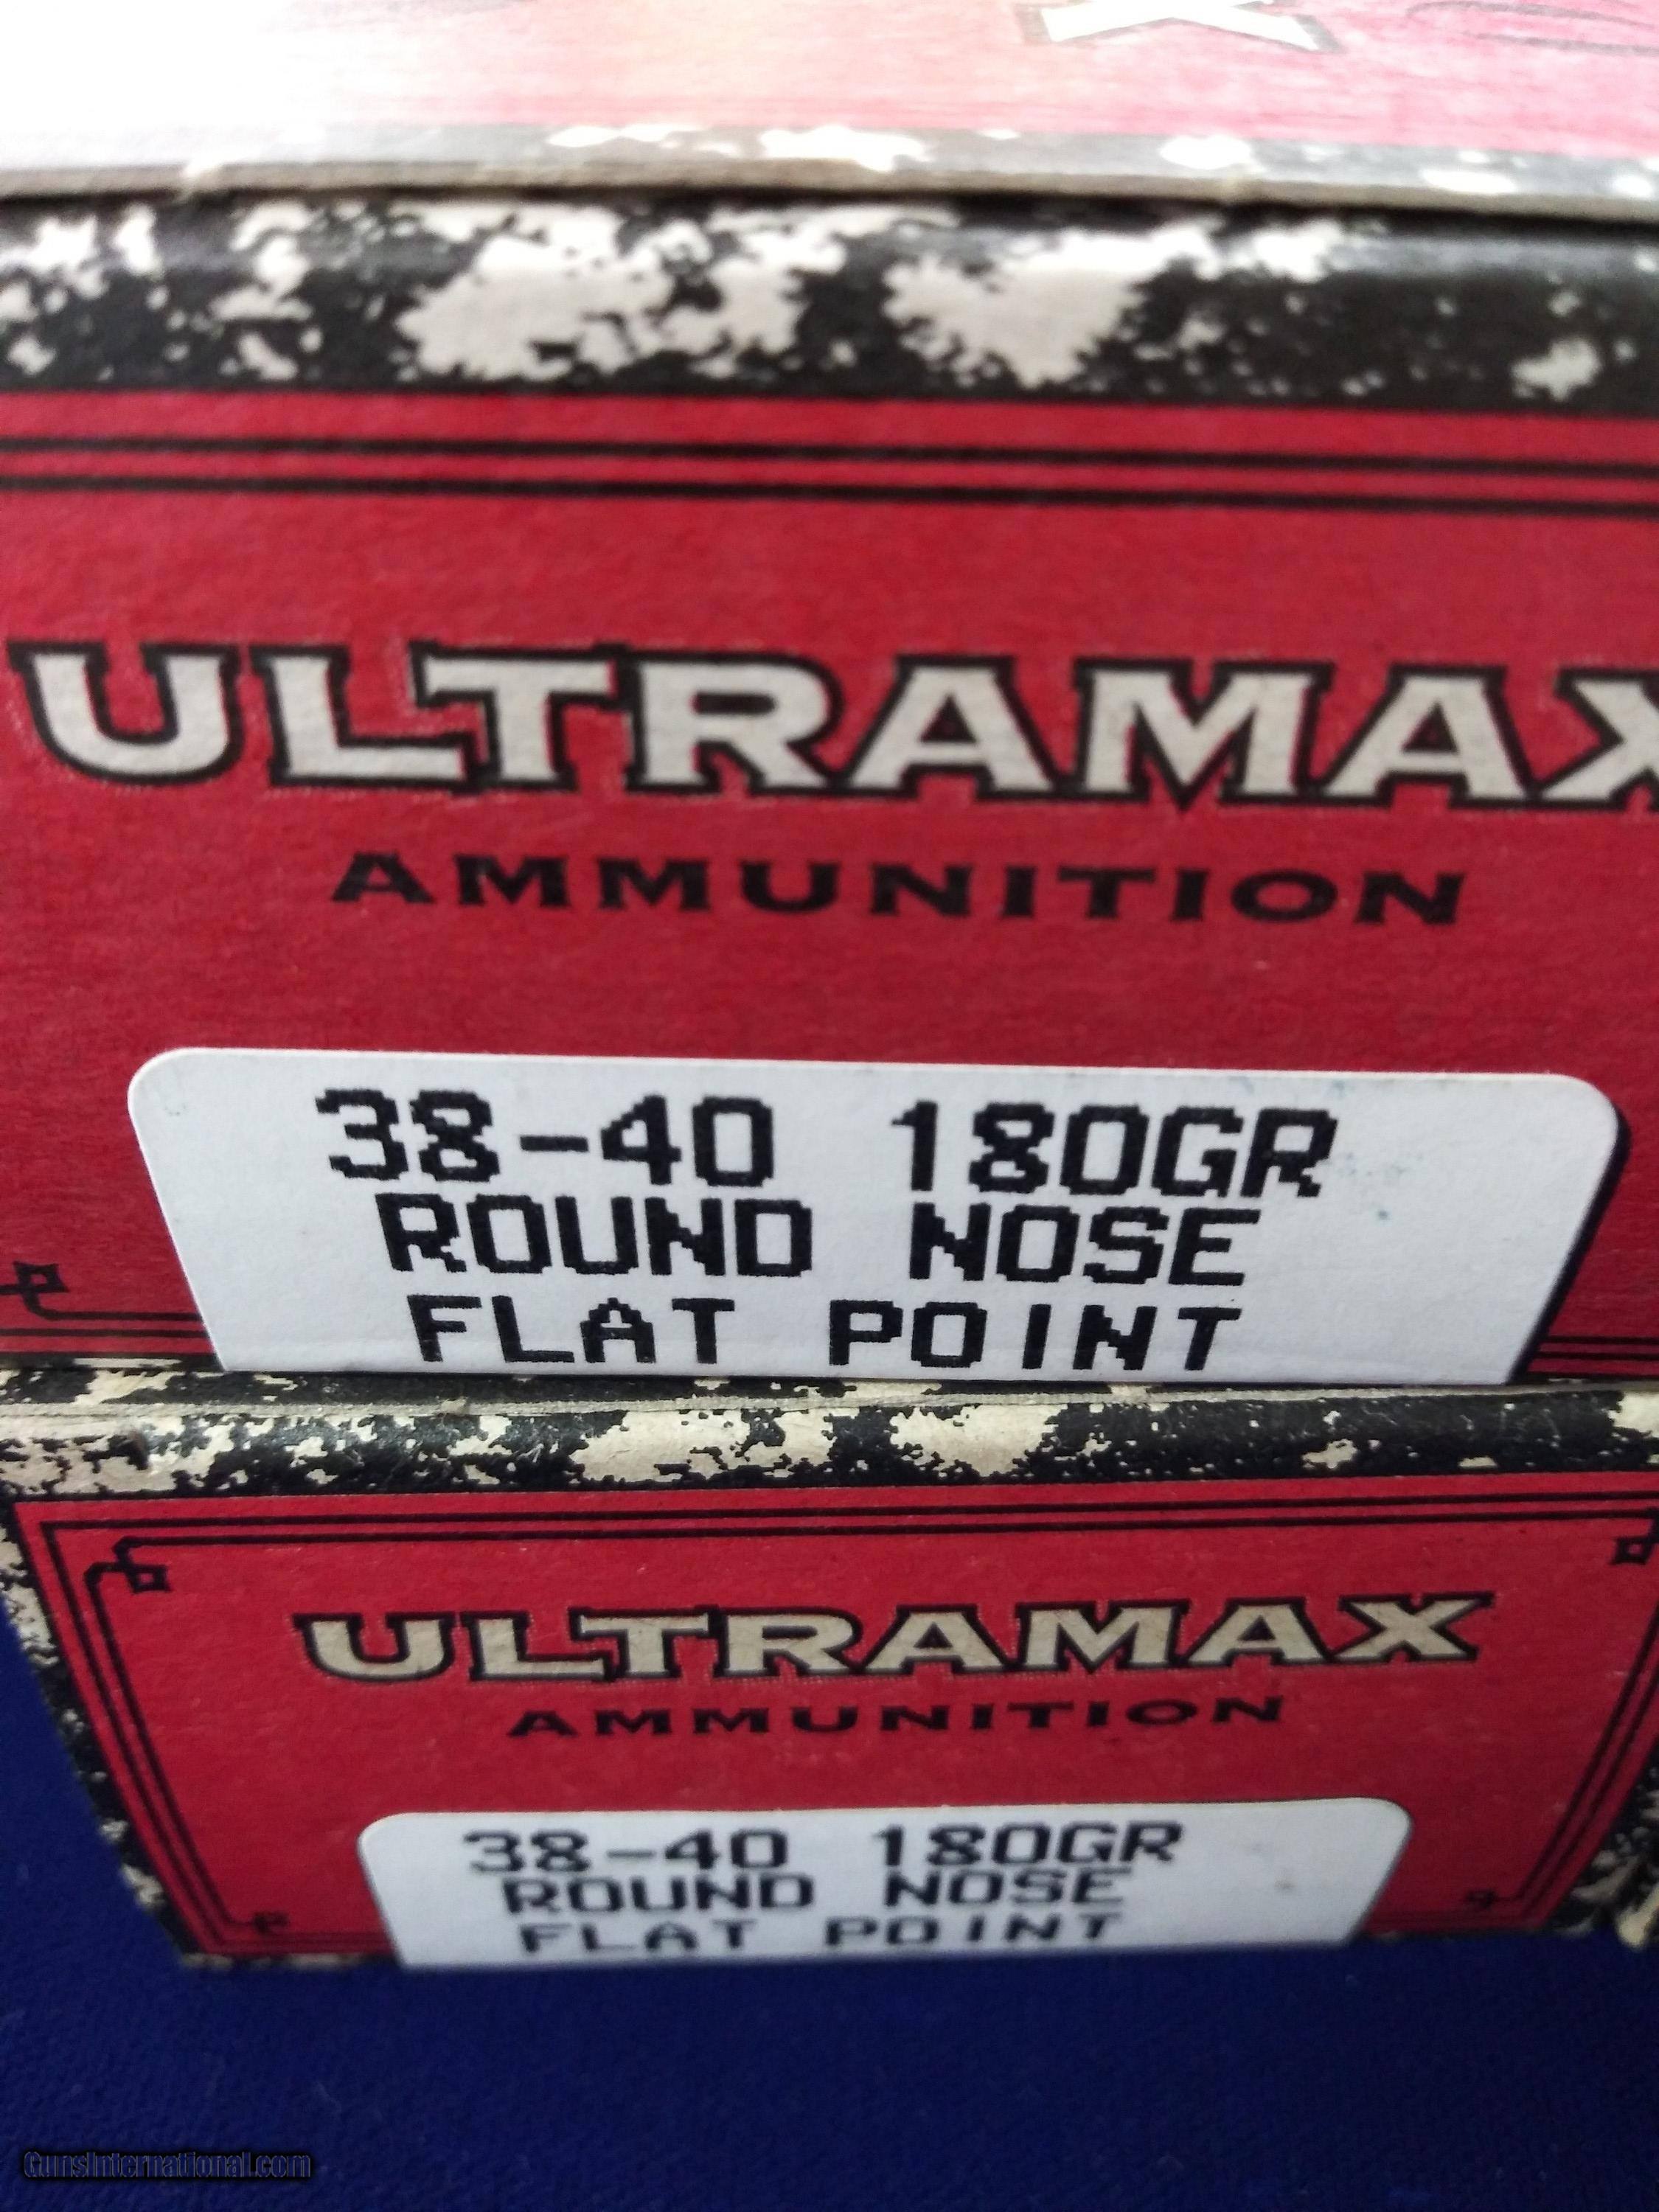 X
ULTRAMAX
AMMUNITION
38-40 180GR
ROUND NOSE
FLAT POINT
ULTRAMAX
AMMUNITION
38-40 180GR
ROUND NOSE
FLAT POINT
GunsInternational.com